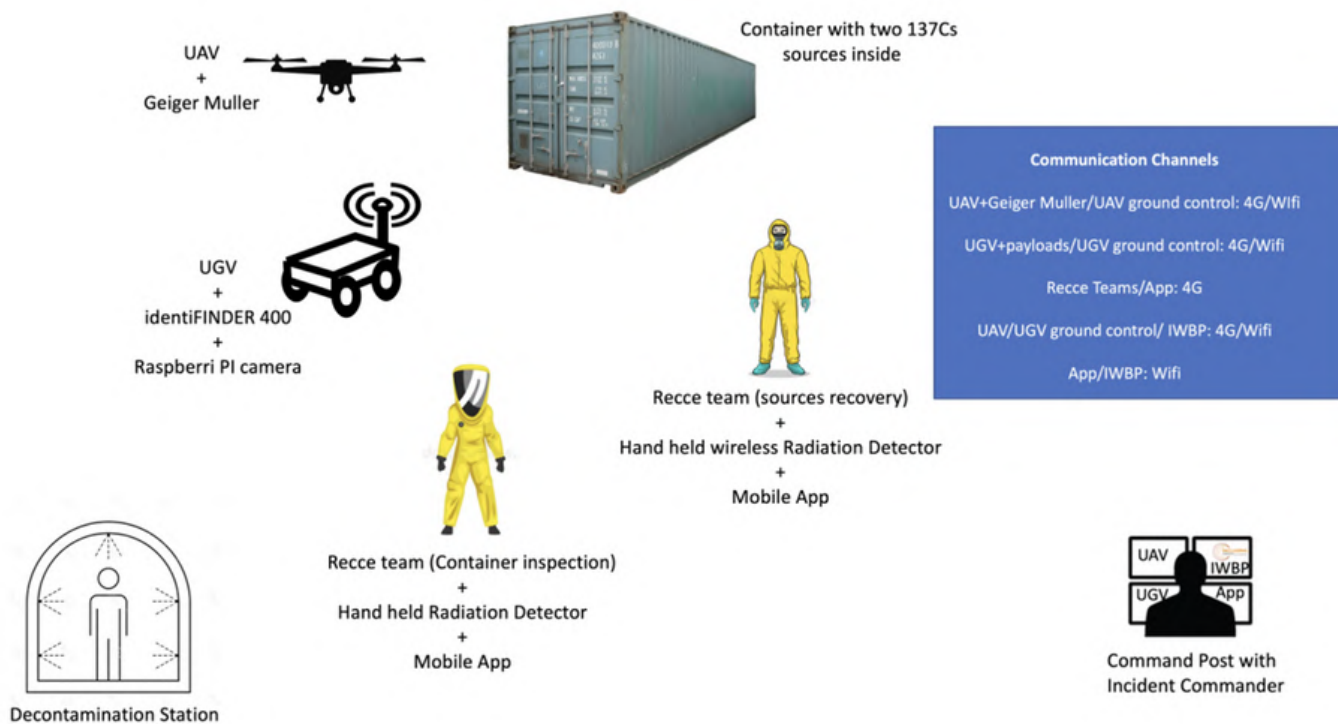 UAV
+
Geiger Muller
Container with two 137Cs
sources inside
UGV
+
identiFINDER 400
+
Raspberri PI camera
Communication Channels
UAV+Geiger Muller/UAV ground control: 4G/WIfi
UGV+payloads/UGV ground control: 4G/Wifi
Recce Teams/App: 4G
UAV/UGV ground control/ IWBP: 4G/Wifi
App/IWBP: Wifi
Recce team (sources recovery)
+
Hand held wireless Radiation Detector
+
Mobile App
Recce team (Container inspection)
+
Hand held Radiation Detector
+
Mobile App
Decontamination Station
UAV
IWBP
UGV
App
Command Post with
Incident Commander